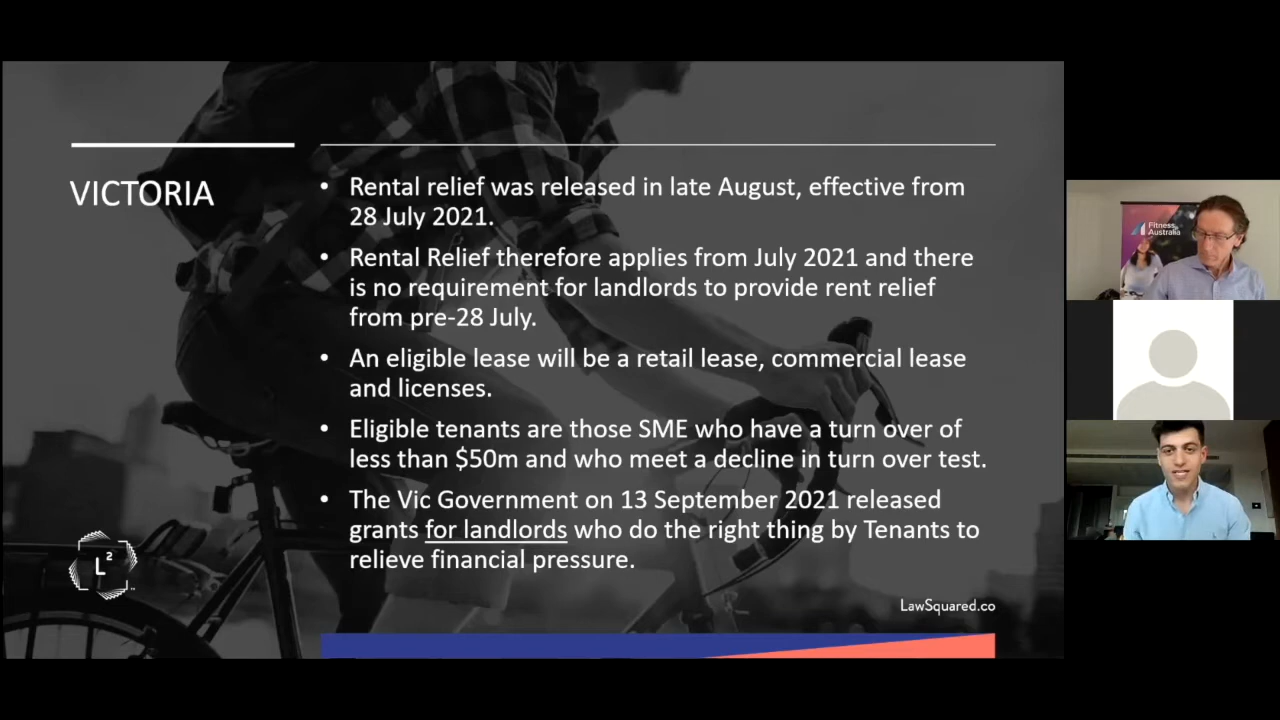 VICTORIA
• Rental relief was released in late August, effective from
28 July 2021.
• Rental Relief therefore applies from July 2021 and there
is no requirement for landlords to provide rent relief
from pre-28 July.
• An eligible lease will be a retail lease, commercial lease
and licenses.
• Eligible tenants are those SME who have a turn over of
less than $50m and who meet a decline in turn over test.
• The Vic Government on 13 September 2021 released
grants for landlords who do the right thing by Tenants to
relieve financial pressure.
L²
LawSquared.co
Fitness
Australia